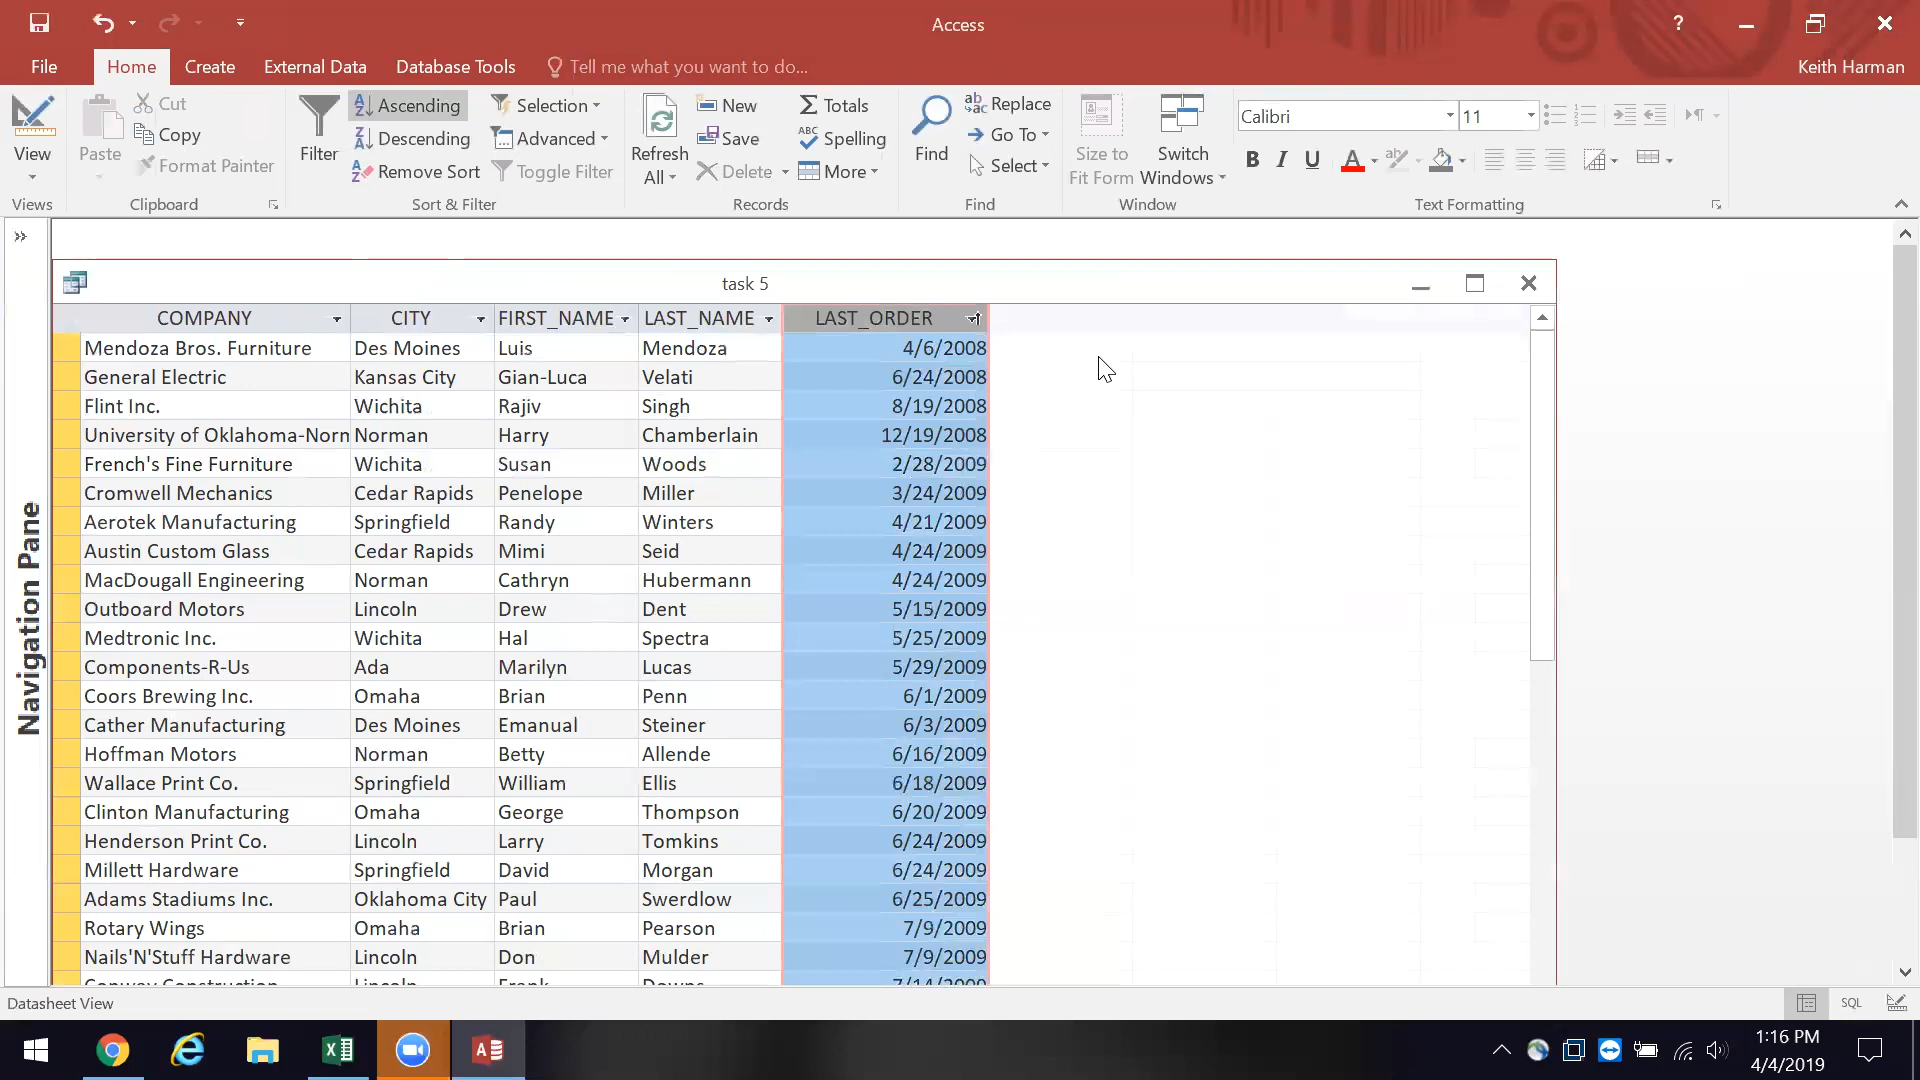 Access
File Home Create External Data Database Tools Tell me what you want to do... Keith Harman
View Paste Cut Copy Format Painter
Filter Ascending Descending Remove Sort Selection Advanced Toggle Filter
Refresh All New Save Delete Totals Spelling More
Find Replace Go To Select
Size to Fit Form Switch Windows
Calibri 11
B I U A
Views Clipboard Sort & Filter Records Find Window Text Formatting
Navigation Pane
task 5
COMPANY CITY FIRST_NAME LAST_NAME LAST_ORDER
Mendoza Bros. Furniture Des Moines Luis Mendoza 4/6/2008
General Electric Kansas City Gian-Luca Velati 6/24/2008
Flint Inc. Wichita Rajiv Singh 8/19/2008
University of Oklahoma-Norn Norman Harry Chamberlain 12/19/2008
French's Fine Furniture Wichita Susan Woods 2/28/2009
Cromwell Mechanics Cedar Rapids Penelope Miller 3/24/2009
Aerotek Manufacturing Springfield Randy Winters 4/21/2009
Austin Custom Glass Cedar Rapids Mimi Seid 4/24/2009
MacDougall Engineering Norman Cathryn Hubermann 4/24/2009
Outboard Motors Lincoln Drew Dent 5/15/2009
Medtronic Inc. Wichita Hal Spectra 5/25/2009
Components-R-Us Ada Marilyn Lucas 5/29/2009
Coors Brewing Inc. Omaha Brian Penn 6/1/2009
Cather Manufacturing Des Moines Emanual Steiner 6/3/2009
Hoffman Motors Norman Betty Allende 6/16/2009
Wallace Print Co. Springfield William Ellis 6/18/2009
Clinton Manufacturing Omaha George Thompson 6/20/2009
Henderson Print Co. Lincoln Larry Tomkins 6/24/2009
Millett Hardware Springfield David Morgan 6/24/2009
Adams Stadiums Inc. Oklahoma City Paul Swerdlow 6/25/2009
Rotary Wings Omaha Brian Pearson 7/9/2009
Nails'N'Stuff Hardware Lincoln Don Mulder 7/9/2009
Datasheet View SQL
1:16 PM
4/4/2019